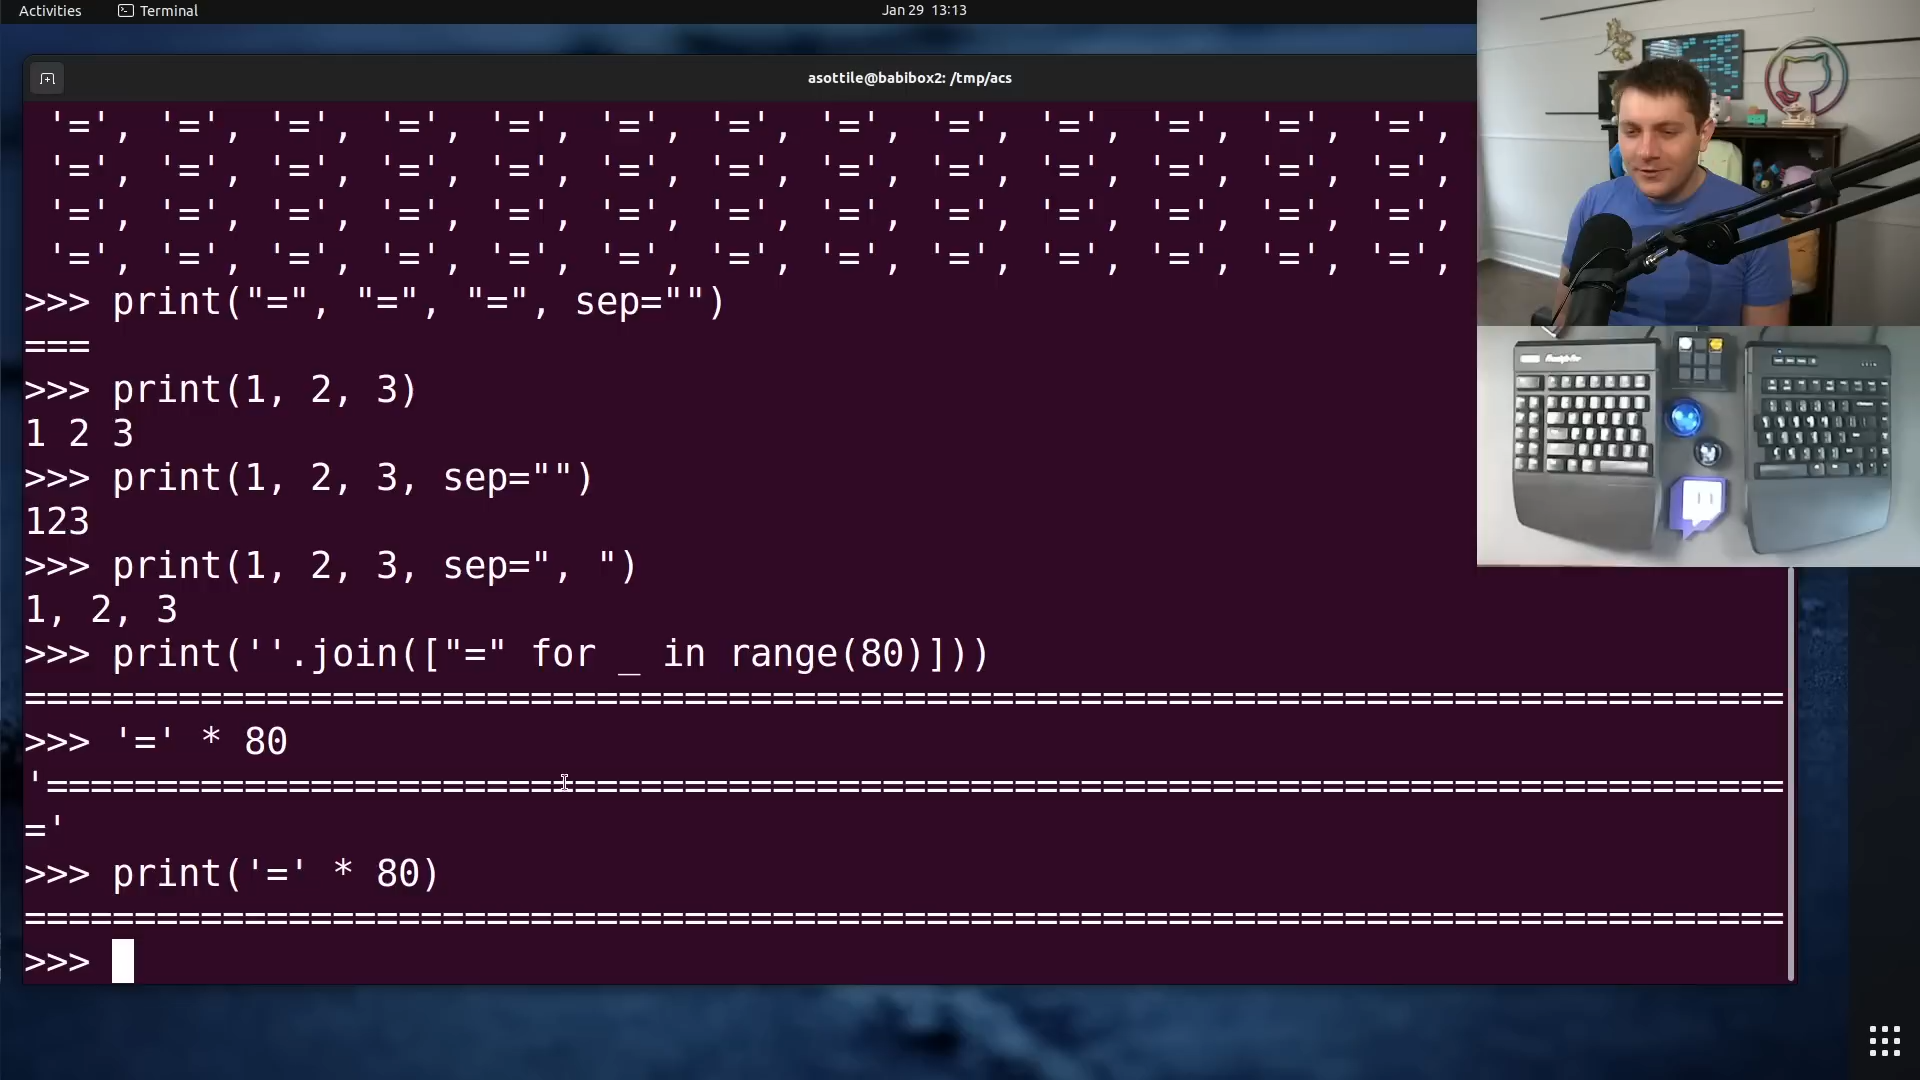 Activities Terminal Jan 29 13:13
asottile@babibox2: /tmp/acs
'=', '=', '=', '=', '=', '=', '=', '=', '=', '=', '=', '=', '=',
'=', '=', '=', '=', '=', '=', '=', '=', '=', '=', '=', '=', '=',
'=', '=', '=', '=', '=', '=', '=', '=', '=', '=', '=', '=', '=',
'=', '=', '=', '=', '=', '=', '=', '=', '=', '=', '=', '=', '=',
>>> print("=", "=", "=", sep="")
===
>>> print(1, 2, 3)
1 2 3
>>> print(1, 2, 3, sep="")
123
>>> print(1, 2, 3, sep=", ")
1, 2, 3
>>> print(''.join(["=" for _ in range(80)]))
================================================================================
>>> '=' * 80
'===============================================================================
='
>>> print('=' * 80)
================================================================================
>>>